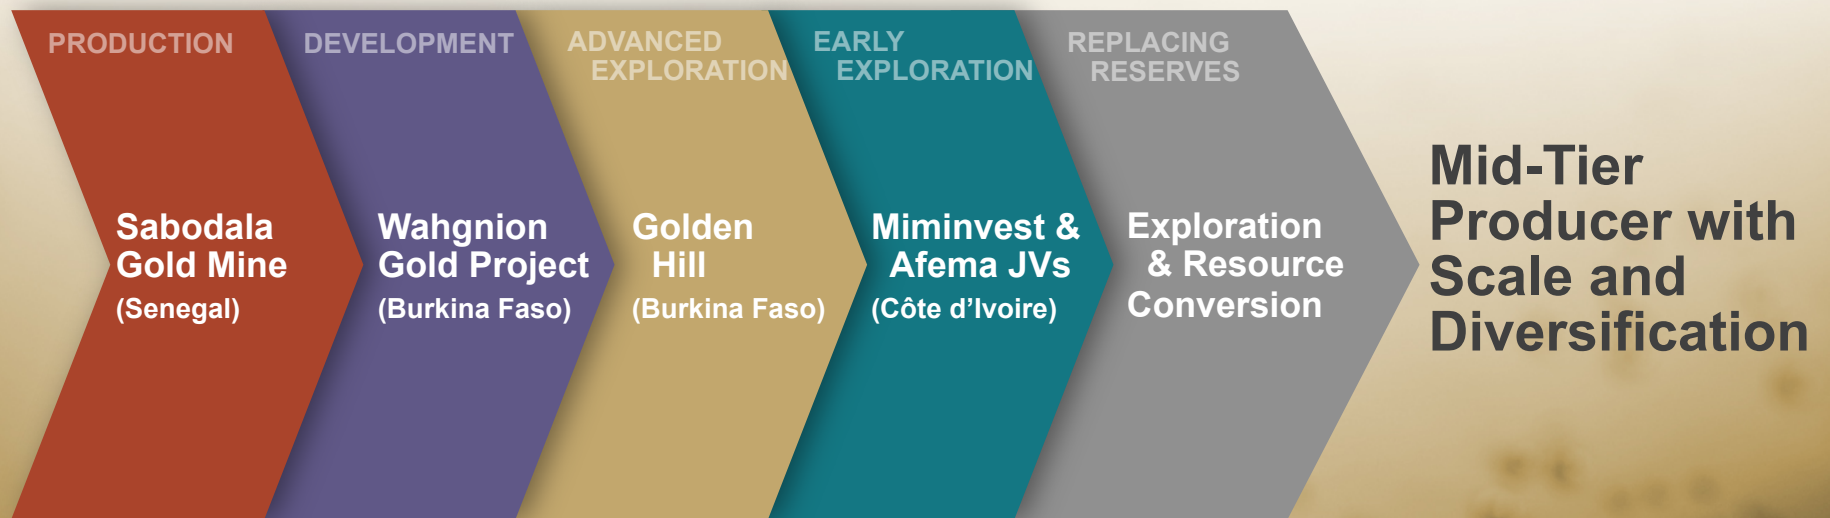 PRODUCTION
Sabodala
Gold Mine
(Senegal)
DEVELOPMENT
Wahgnion
Gold Project
(Burkina Faso)
ADVANCED
EXPLORATION
Golden
Hill
(Burkina Faso)
EARLY
EXPLORATION
Miminvest &
Afema JVs
(Côte d’Ivoire)
REPLACING
RESERVES
Exploration
& Resource
Conversion
Mid-Tier
Producer with
Scale and
Diversification